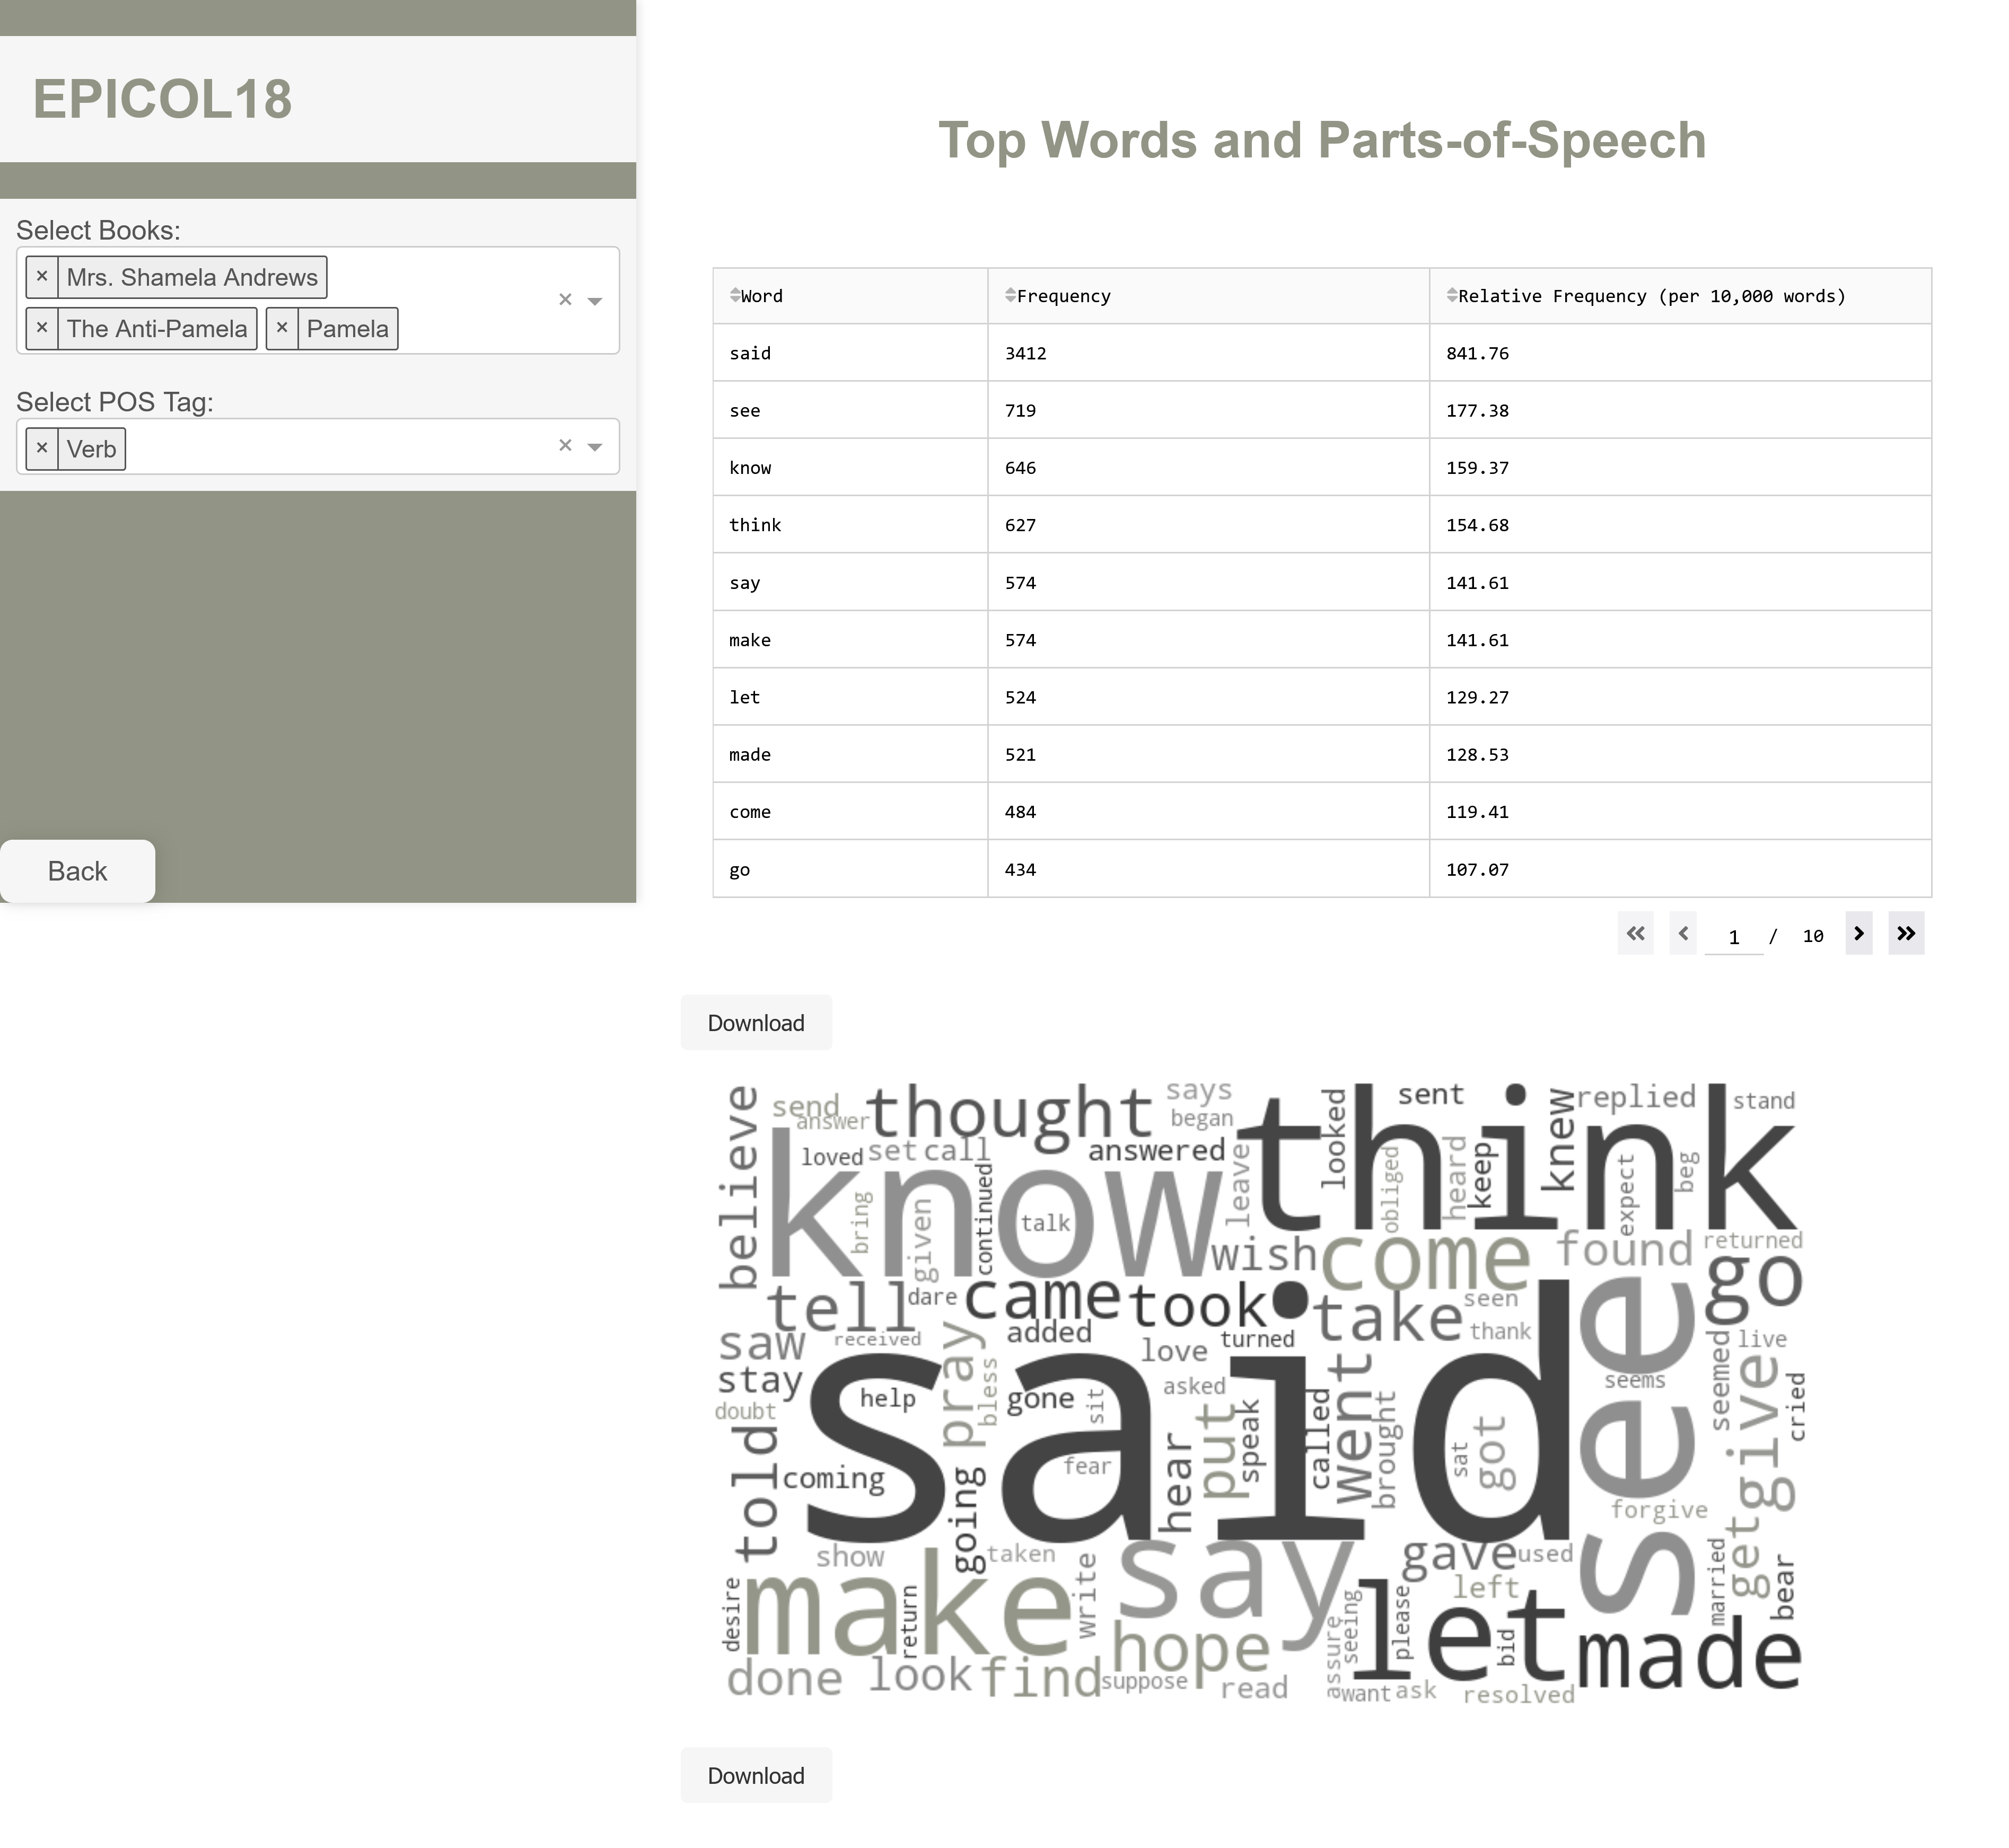 EPICOL18
Select Books:
× Mrs. Shamela Andrews
× The Anti-Pamela × Pamela ×
Select POS Tag:
× Verb ×
Back
Top Words and Parts-of-Speech
Word Frequency Relative Frequency (per 10,000 words)
said 3412 841.76
see 719 177.38
know 646 159.37
think 627 154.68
say 574 141.61
make 574 141.61
let 524 129.27
made 521 128.53
come 484 119.41
go 434 107.07
1 / 10
Download
believe
send
answer
thought
says
began
looked
sent
think
knew
replied
stand
loved
set
call
answered
leave
heard
keep
obliged
expect
beg
know
bring
given
continued
talk
wish
come
found
returned
go
tell
dare
came
took
take
seen
thank
saw
received
pray
added
love
turned
see
seemed
live
stay
said
help
bless
gone
sit
asked
went
seems
give
cried
doubt
told
coming
going
fear
hear
put
speak
called
brought
sat
got
forgive
get
show
taken
say
gave
used
married
bear
desire
make
return
write
hope
assure
seeing
let
please
left
bid
made
done
look
find
suppose
read
want
ask
resolved
Download